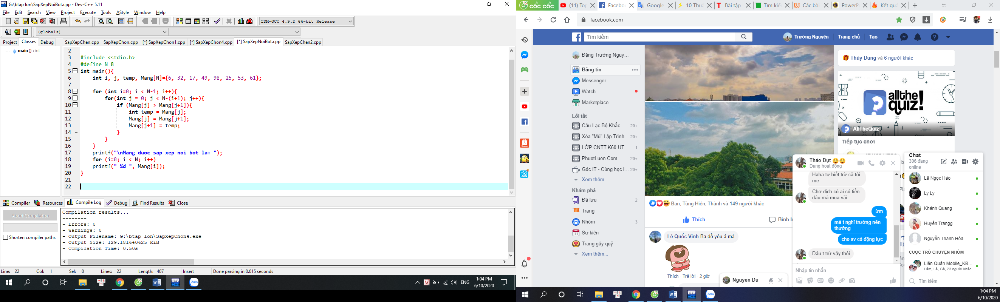 G:\btap lon\SapXepNoiBot.cpp - Dev-C++ 5.11
File Edit Search View Project Execute Tools AStyle Window Help
TDM-GCC 4.9.2 64-bit Release
(globals)
Project Classes Debug
SapXepChen.cpp SapXepChon.cpp [*] SapXepChon1.cpp [*] SapXepChon4.cpp [*] SapXepNoiBot.cpp SapXepChen2.cpp
main () : int
2
3 #include <stdio.h>
4 #define N 8
5 int main(){
6 int i, j, temp, Mang[N]={6, 32, 17, 49, 98, 25, 53, 61};
7
8 for (int i=0; i < N-1; i++){
9 for(int j = 0; j < N-(i+1); j++){
10 if (Mang[j] > Mang[j+1]){
11 int temp = Mang[j];
12 Mang[j] = Mang[j+1];
13 Mang[j+1] = temp;
14 }
15 }
16 }
17 printf("\nMang duoc sap xep noi bot la: ");
18 for (i=0; i < N; i++)
19 printf(" %d ", Mang[i]);
20 }
21
22
Compiler Resources Compile Log Debug Find Results Close
Abort Compilation
Shorten compiler paths
Compilation results...
--------
- Errors: 0
- Warnings: 0
- Output Filename: G:\btap lon\SapXepChon4.exe
- Output Size: 129.181640625 KiB
- Compilation Time: 0.50s
Line: 22 Col: 1 Sel: 0 Lines: 22 Length: 407 Insert Done parsing in 0.015 seconds
ENG
1:04 PM
6/10/2020
cốc cốc
(11) Top
Facebo
Google
10 Thuậ
Bài tập
Tìm kiế
Các bài
PowerP
Kết quả
facebook.com
Tìm kiếm
Trường Nguyên Trang chủ Tạo
Đặng Trường Nguy...
Bảng tin
Messenger
Watch
Marketplace
Lối tắt
Câu Lạc Bộ Khắc ... 20+
Xóa "Mù" Lập Trình 20+
LỚP CNTT K60 UT... 1
PhuotLuon.Com 20+
Góc IT - Cùng học l... 20+
Xem thêm...
Khám phá
Đã lưu 2
Trang
Nhóm 3
Sự kiện
Trang gây quỹ
Xem thêm...
Bạn, Tùng Hiền, Thành và 149 người khác
Thích
Bình l
Lê Quốc Vinh Ba đồ yêu á mà
Thích · Trả lời · 2 giờ
Thùy Dung và 6 người khác
allthe quiz!
AllTheQuiz
Tiếp tục chơi
Thảo Đụt
Đang hoạt động
Haha tự biết trừ cả tội mẹ
Chơ dịch có ai có tiền đâu mà mua vãi
ừm
mà t nghỉ trường nên thưởng
cho sv có động lực
Đâu t trừ vậy thôi
Nhập tin nhắn...
Nguyen Du
Chat
306 đang online
Lê Ngọc Hảo
Ly Ly
Khánh Quang
Huyền Trangg
Nguyễn Thanh Hòa
CUỘC TRÒ CHUYỆN NHÓM
Liên Quân Mobile_KB...
Lâm, Lê, Gà, 23 người khác
Tìm kiếm
1:04 PM
6/10/2020